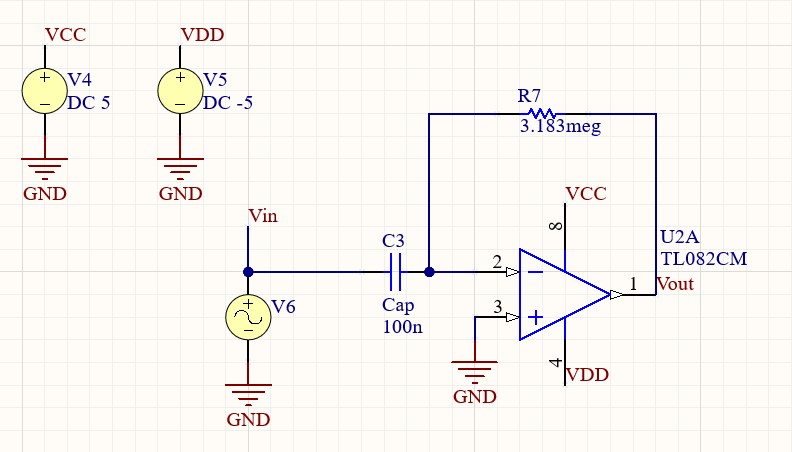 VCC
VDD
V4
DC 5
V5
DC -5
+
−
+
−
GND
GND
R7
3.183meg
VCC
8
Vin
C3
U2A
TL082CM
2
−
1
Vout
V6
+
−
Cap
100n
3
+
4
VDD
GND
GND